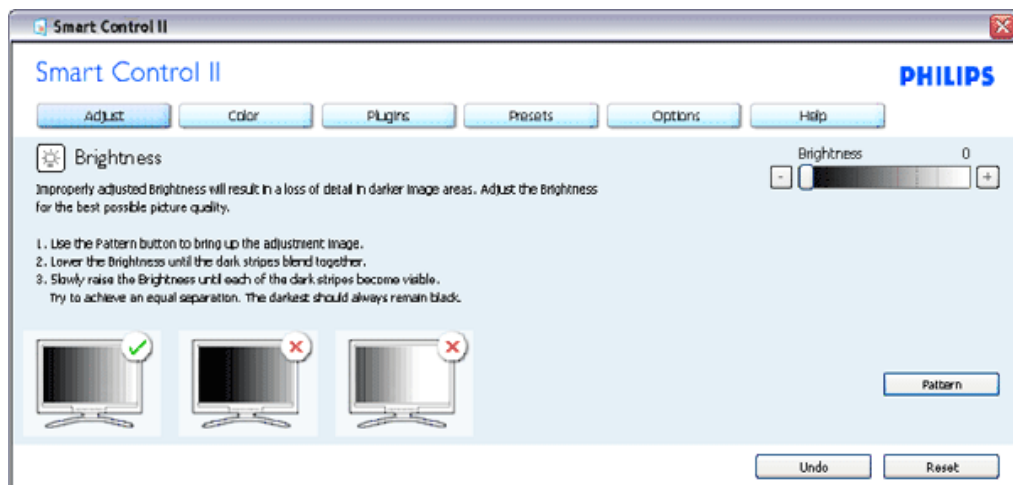 Smart Control II
Smart Control II
PHILIPS
Adjust Color Plugins Presets Options Help
Brightness
Brightness 0
- +
Improperly adjusted Brightness will result in a loss of detail in darker image areas. Adjust the Brightness
for the best possible picture quality.
1. Use the Pattern button to bring up the adjustment image.
2. Lower the Brightness until the dark stripes blend together.
3. Slowly raise the Brightness until each of the dark stripes become visible.
Try to achieve an equal separation. The darkest should always remain black.
Pattern
Undo Reset